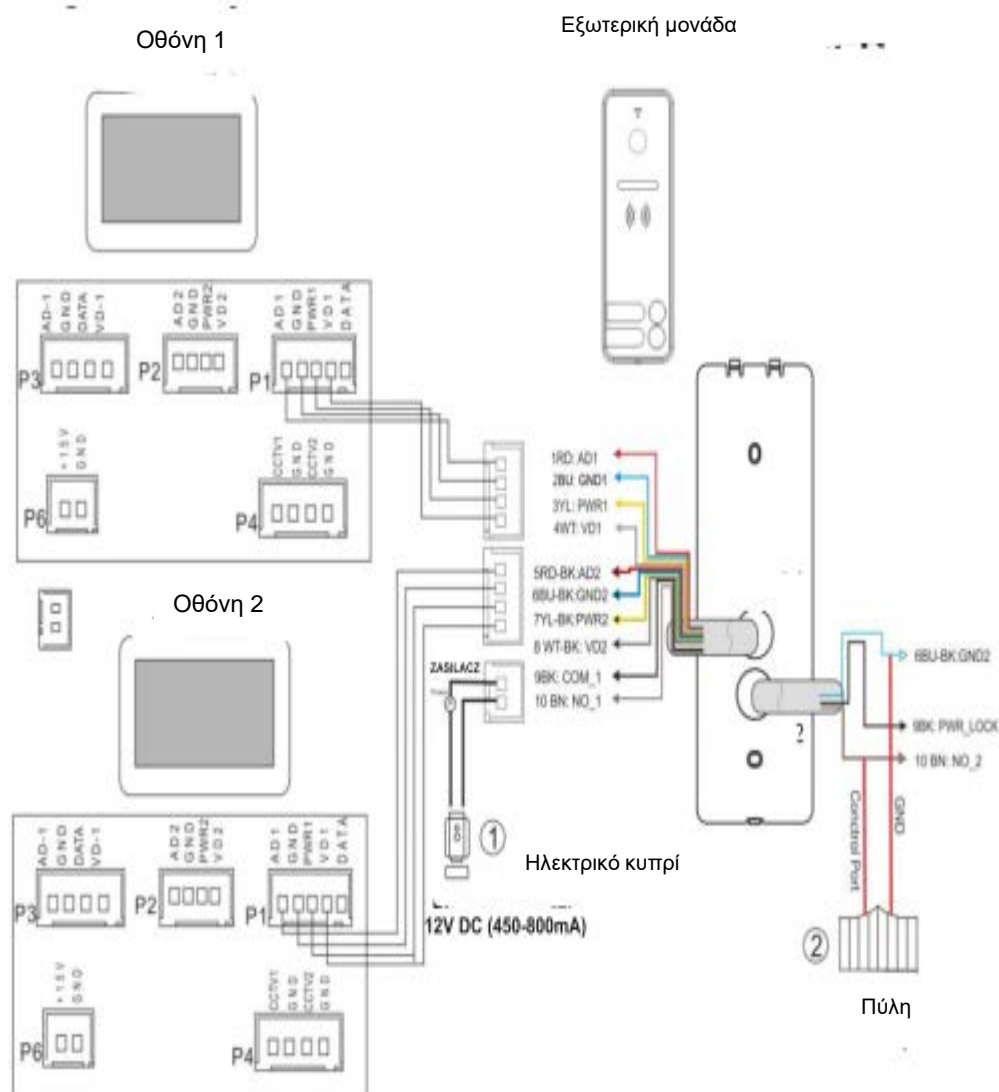 Οθόνη 1
Εξωτερική μονάδα
AD-1
GND
DATA
VD-1
P3
AD2
GND
PWR2
VD2
P2
AD1
GND
PWR1
VD1
DATA
P1
+15V
GND
P6
CCTV1
GND
CCTV2
GND
P4
1RD: AD1
2BU: GND1
3YL: PWR1
4WT: VD1
5RD-BK:AD2
6BU-BK:GND2
7YL-BK:PWR2
8 WT-BK: VD2
ZASILACZ
9BK: COM_1
10 BN: NO_1
6BU-BK:GND2
9BK: PWR_LOCK
10 BN: NO_2
Conctrol Port
GND
Οθόνη 2
1
Ηλεκτρικό κυπρί
12V DC (450-800mA)
2
Πύλη
AD-1
GND
DATA
VD-1
P3
AD2
GND
PWR2
VD2
P2
AD1
GND
PWR1
VD1
DATA
P1
+15V
GND
P6
CCTV1
GND
CCTV2
GND
P4